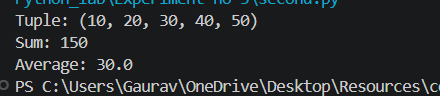 Python_lab\Experiment no 5\second.py
Tuple: (10, 20, 30, 40, 50)
Sum: 150
Average: 30.0
PS C:\Users\Gaurav\OneDrive\Desktop\Resources\c